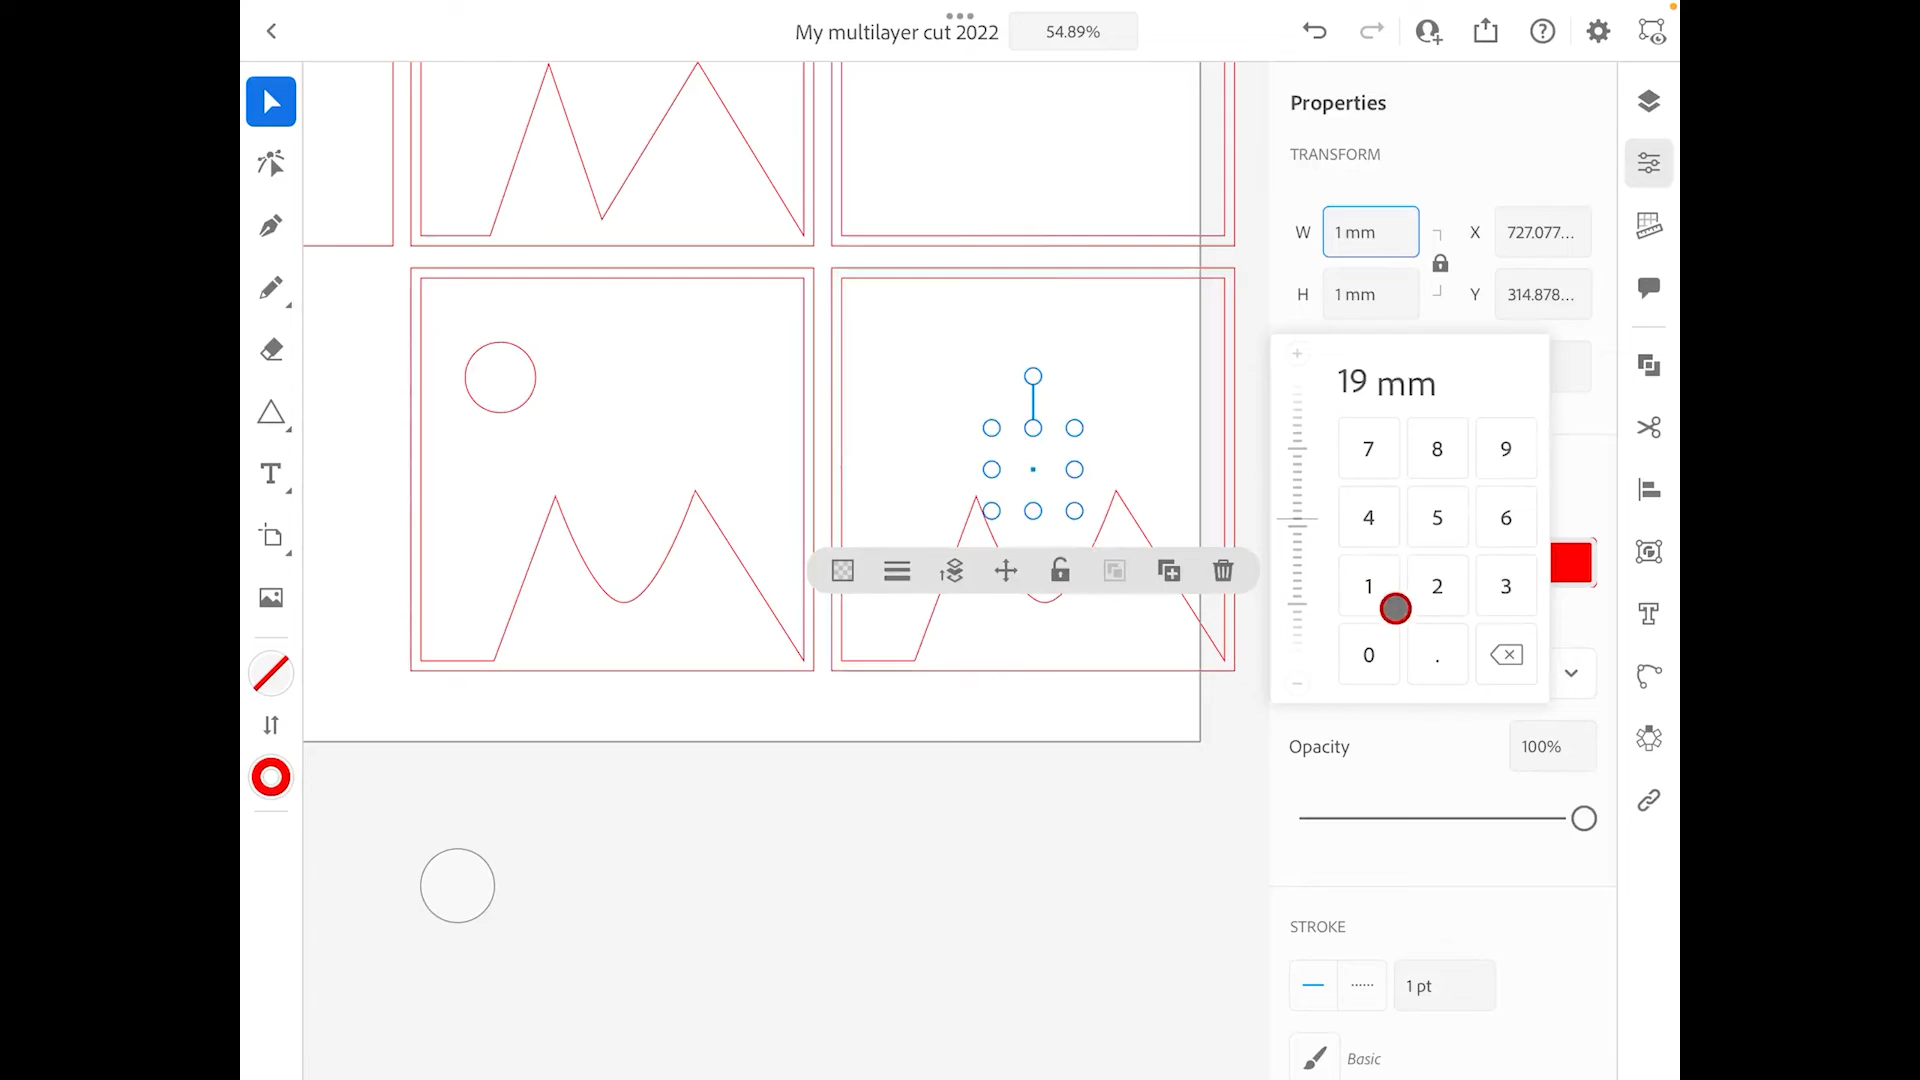 My multilayer cut 2022
54.89%
Properties
TRANSFORM
W
1 mm
X
727.077...
H
1 mm
Y
314.878...
19 mm
7
8
9
4
5
6
1
2
3
0
.
Opacity
100%
STROKE
1 pt
Basic